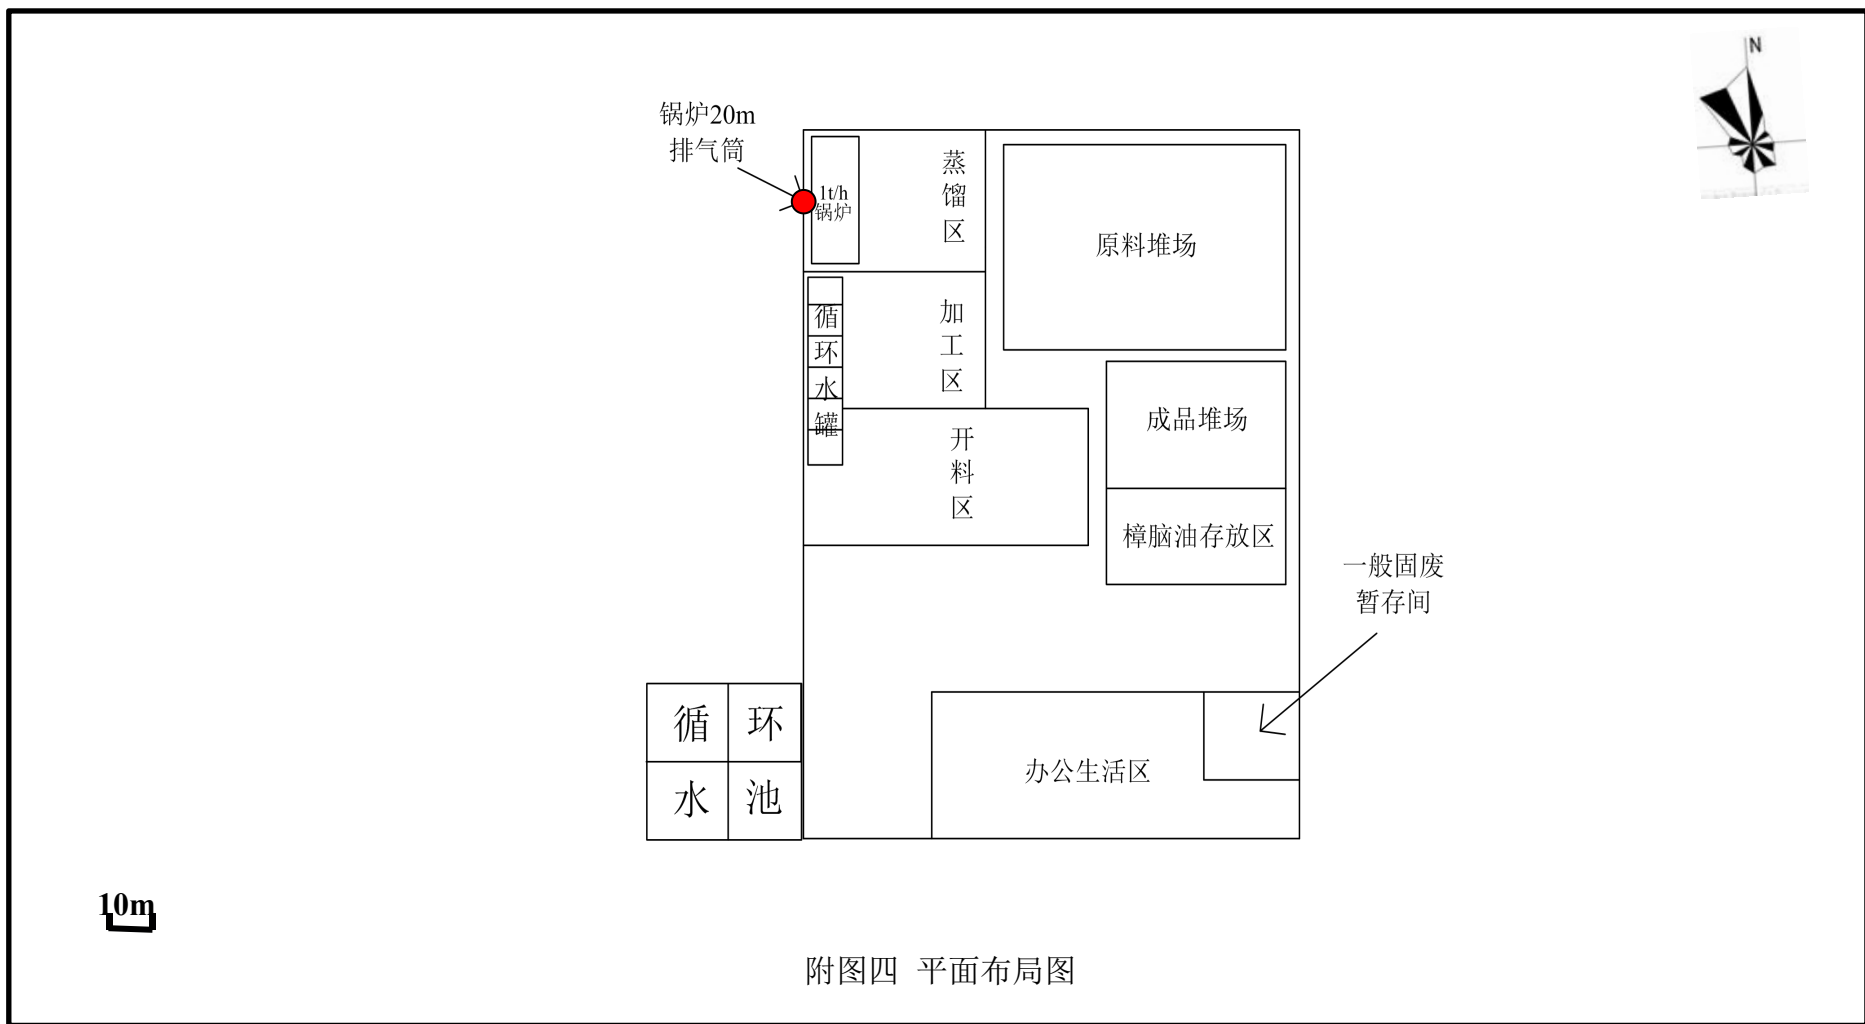 N
锅炉20m
排气筒
1t/h
锅炉
蒸
馏
区
原料堆场
循
环
水
罐
加
工
区
成品堆场
开
料
区
樟脑油存放区
一般固废
暂存间
循 环
水 池
办公生活区
10m
附图四 平面布局图